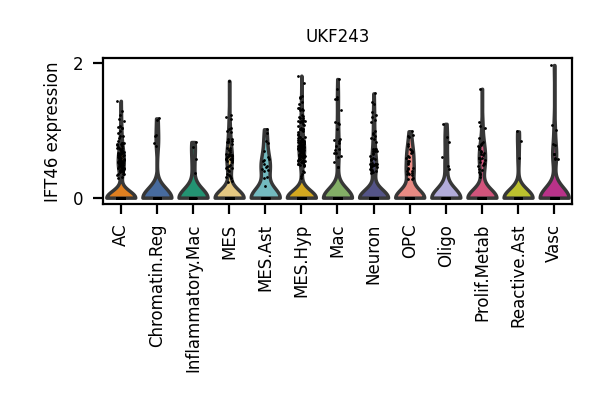 UKF243
IFT46 expression
2
0
AC
Chromatin.Reg
Inflammatory.Mac
MES
MES.Ast
MES.Hyp
Mac
Neuron
OPC
Oligo
Prolif.Metab
Reactive.Ast
Vasc